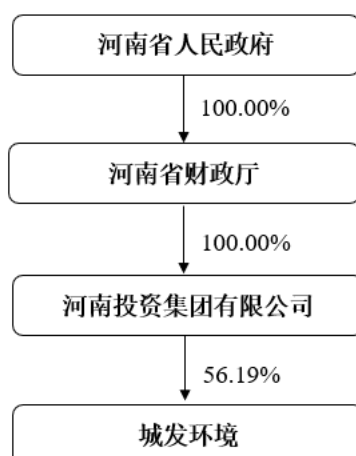 河南省人民政府
100.00%
河南省财政厅
100.00%
河南投资集团有限公司
56.19%
城发环境